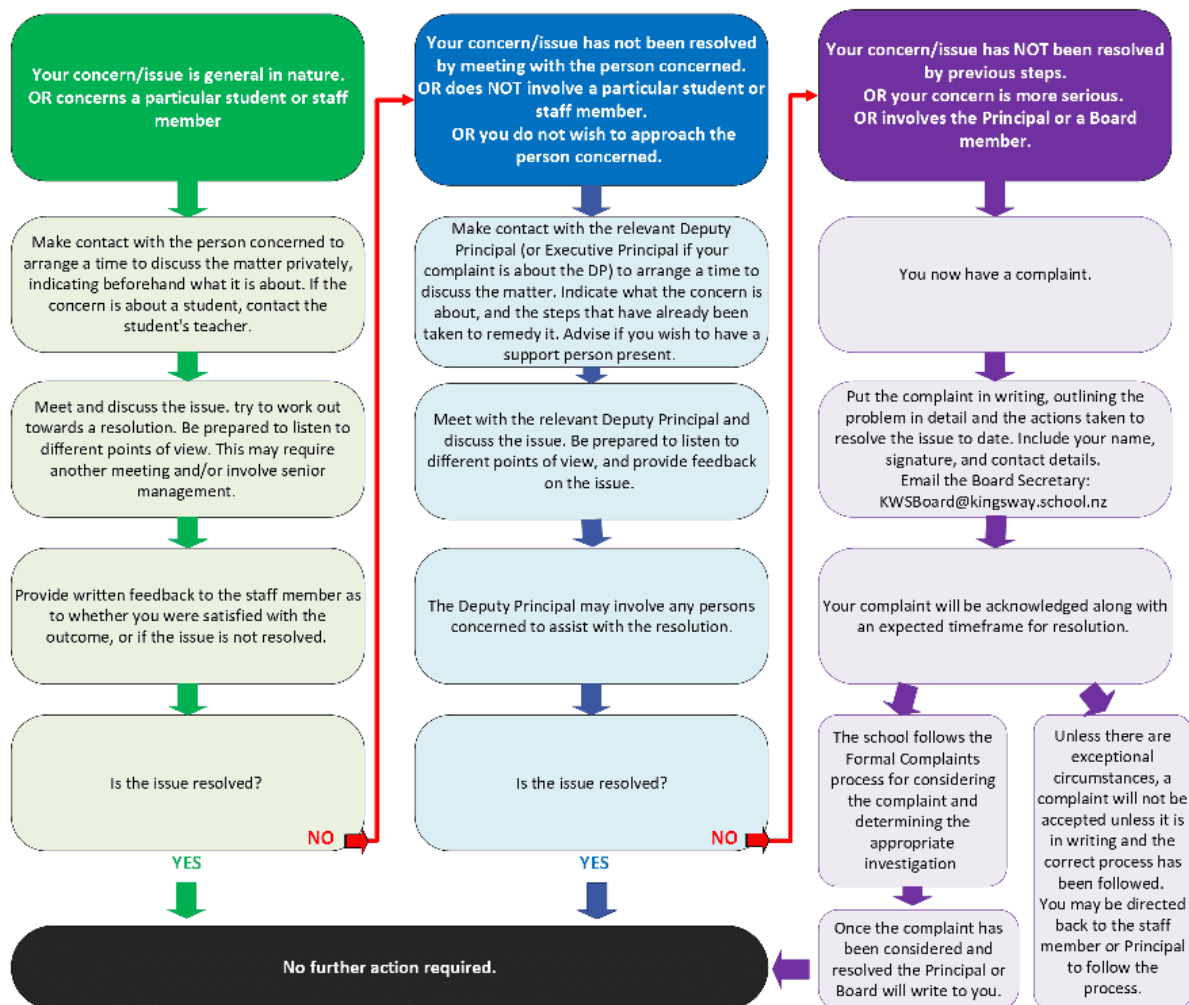 Your concern/issue is general in nature.
OR concerns a particular student or staff
member
Make contact with the person concerned to
arrange a time to discuss the matter privately,
indicating beforehand what it is about. If the
concern is about a student, contact the
student's teacher.
Meet and discuss the issue. try to work out
towards a resolution. Be prepared to listen to
different points of view. This may require
another meeting and/or involve senior
management.
Provide written feedback to the staff member as
to whether you were satisfied with the
outcome, or if the issue is not resolved.
Is the issue resolved?
NO
YES
Your concern/issue has not been resolved
by meeting with the person concerned.
OR does NOT involve a particular student or
staff member.
OR you do not wish to approach the
person concerned.
Make contact with the relevant Deputy
Principal (or Executive Principal if your
complaint is about the DP) to arrange a time to
discuss the matter. Indicate what the concern is
about, and the steps that have already been
taken to remedy it. Advise if you wish to have a
support person present.
Meet with the relevant Deputy Principal and
discuss the issue. Be prepared to listen to
different points of view, and provide feedback
on the issue.
The Deputy Principal may involve any persons
concerned to assist with the resolution.
Is the issue resolved?
NO
YES
Your concern/issue has NOT been resolved
by previous steps.
OR your concern is more serious.
OR involves the Principal or a Board
member.
You now have a complaint.
Put the complaint in writing, outlining the
problem in detail and the actions taken to
resolve the issue to date. Include your name,
signature, and contact details.
Email the Board Secretary:
KWSBoard@kingsway.school.nz
Your complaint will be acknowledged along with
an expected timeframe for resolution.
The school follows the
Formal Complaints
process for considering
the complaint and
determining the
appropriate
investigation
Once the complaint has
been considered and
resolved the Principal or
Board will write to you.
Unless there are
exceptional
circumstances, a
complaint will not be
accepted unless it is
in writing and the
correct process has
been followed.
You may be directed
back to the staff
member or Principal
to follow the
process.
No further action required.